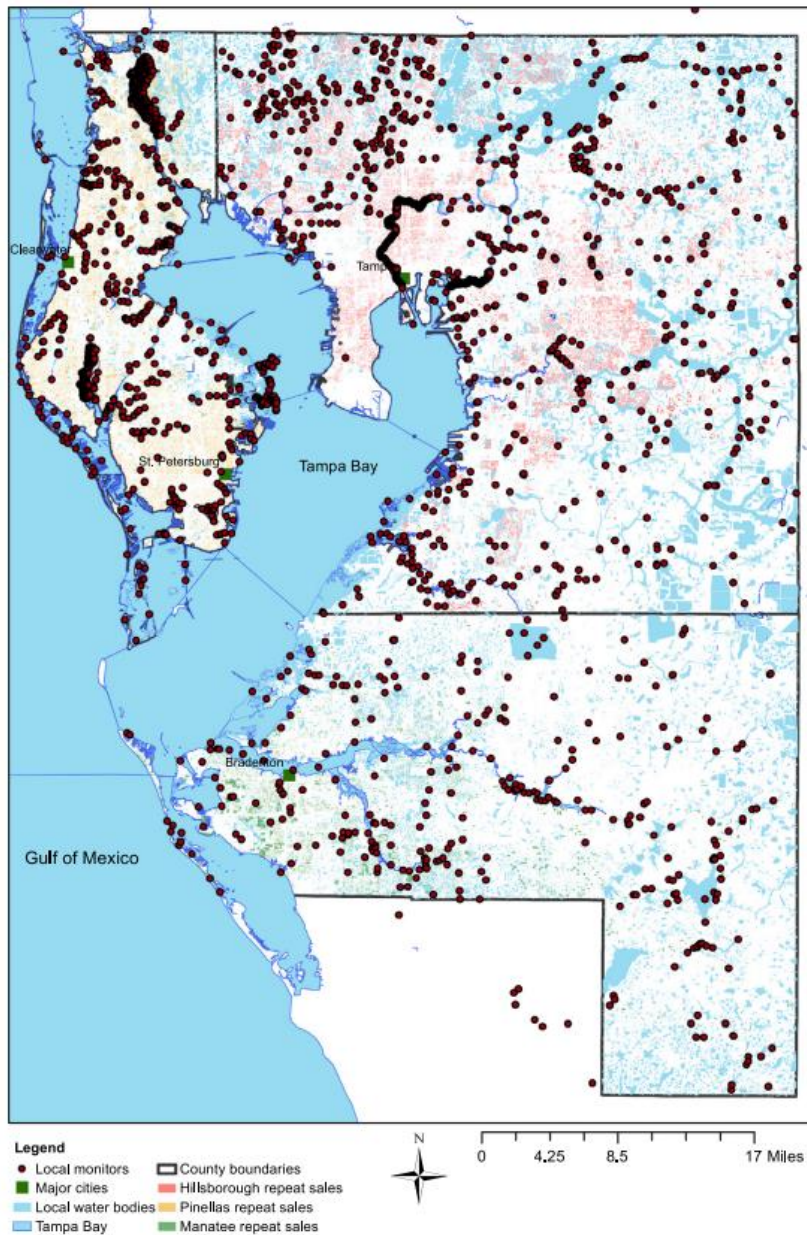 Clearwater
Tampa
St. Petersburg
Tampa Bay
Bradenton
Gulf of Mexico
Legend
Local monitors
County boundaries
Major cities
Hillsborough repeat sales
Local water bodies
Pinellas repeat sales
Tampa Bay
Manatee repeat sales
N
0 4.25 8.5 17 Miles